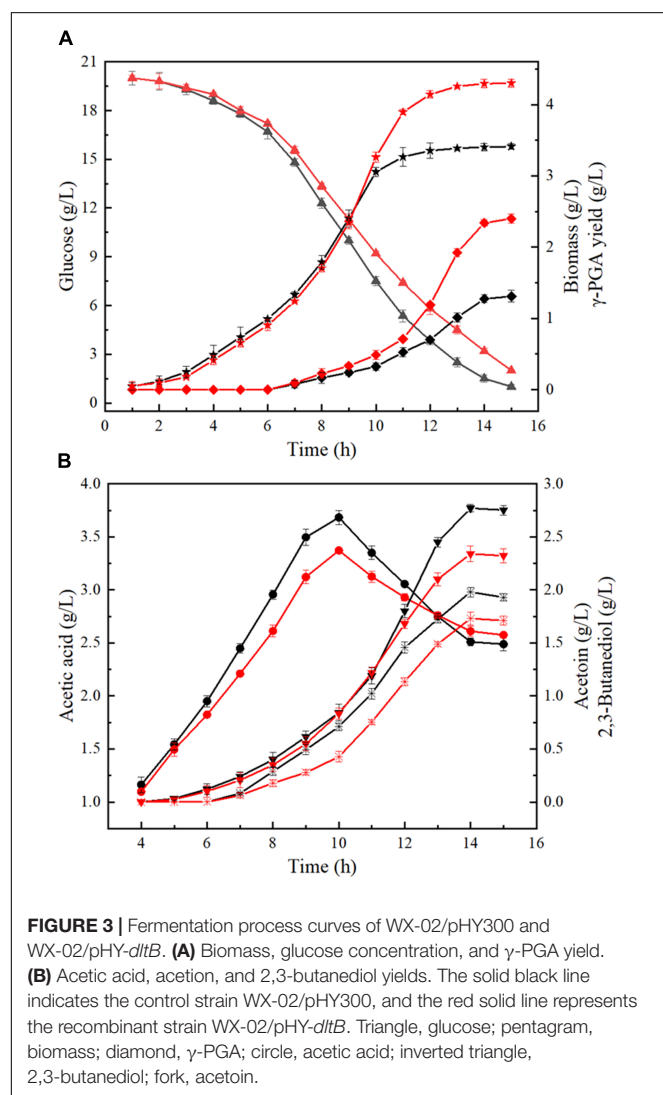 A
21
18
15
12
9
6
3
0
Glucose (g/L)
4
3
2
1
0
Biomass (g/L)
γ-PGA yield (g/L)
0 2 4 6 8 10 12 14 16
Time (h)
B
4.0
3.5
3.0
2.5
2.0
1.5
1.0
Acetic acid (g/L)
3.0
2.5
2.0
1.5
1.0
0.5
0.0
Acetoin (g/L)
2,3-Butanediol (g/L)
4 6 8 10 12 14 16
Time (h)
FIGURE 3 | Fermentation process curves of WX-02/pHY300 and
WX-02/pHY-dltB. (A) Biomass, glucose concentration, and γ-PGA yield.
(B) Acetic acid, acetion, and 2,3-butanediol yields. The solid black line
indicates the control strain WX-02/pHY300, and the red solid line represents
the recombinant strain WX-02/pHY-dltB. Triangle, glucose; pentagram,
biomass; diamond, γ-PGA; circle, acetic acid; inverted triangle,
2,3-butanediol; fork, acetoin.